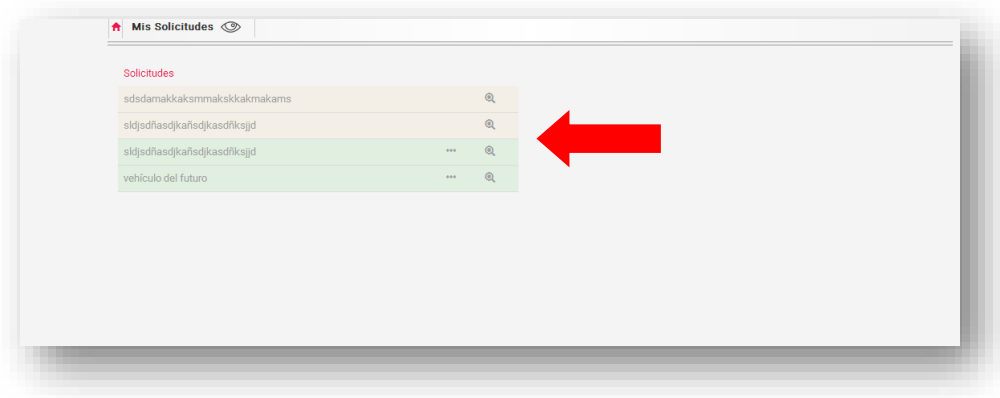 Mis Solicitudes
Solicitudes
sdsdamakkaksmmakskkakmakams
sldjsdñasdjkañsdjkasdñksjjd
sldjsdñasdjkañsdjkasdñksjjd
vehículo del futuro